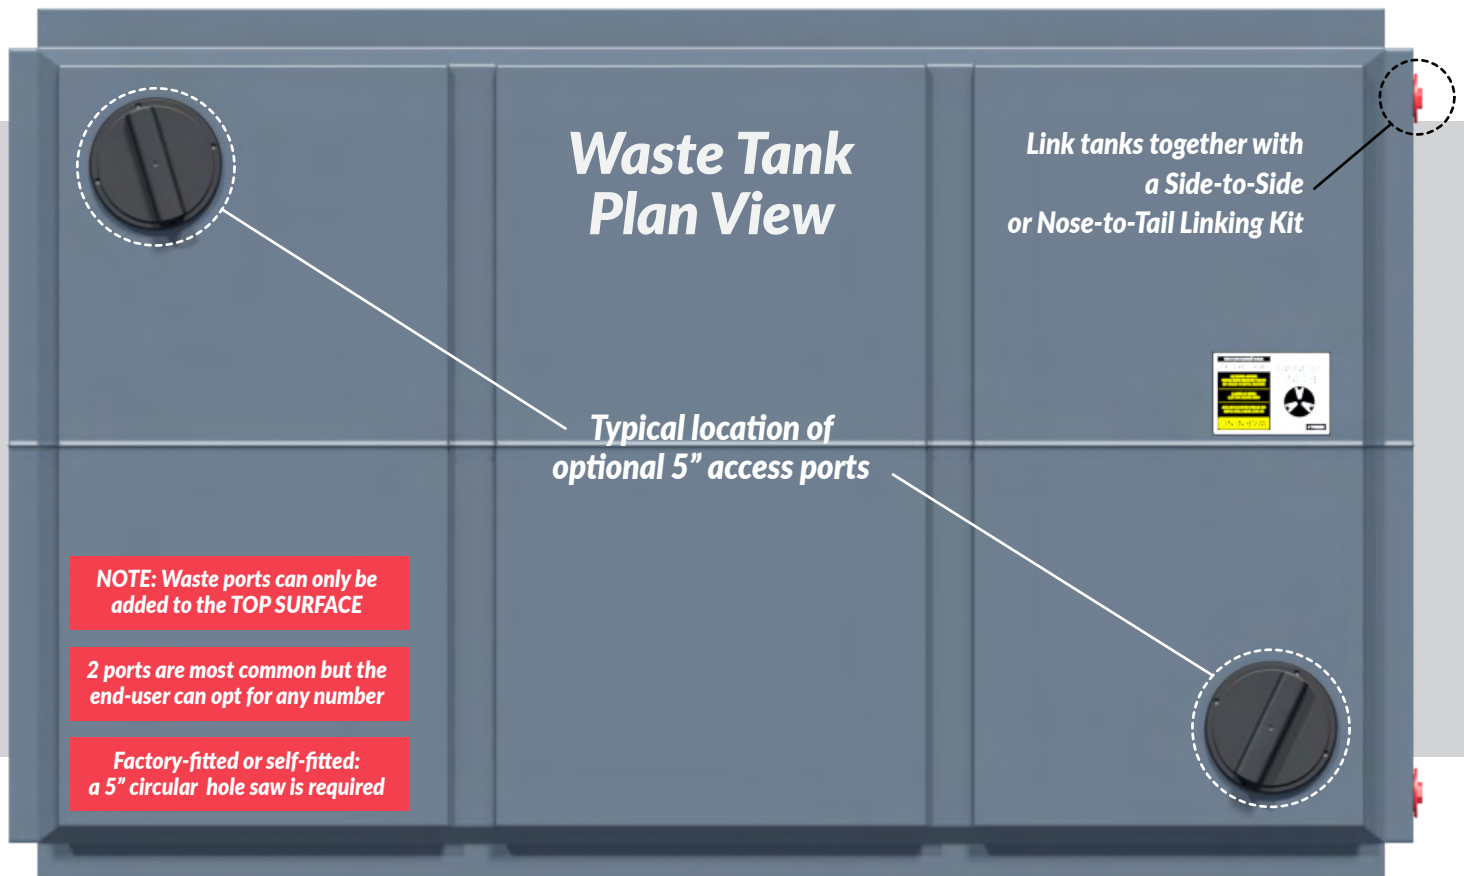 Waste Tank
Plan View
Link tanks together with
a Side-to-Side
or Nose-to-Tail Linking Kit
Typical location of
optional 5” access ports
NOTE: Waste ports can only be
added to the TOP SURFACE
2 ports are most common but the
end-user can opt for any number
Factory-fitted or self-fitted:
a 5” circular hole saw is required
WARNING